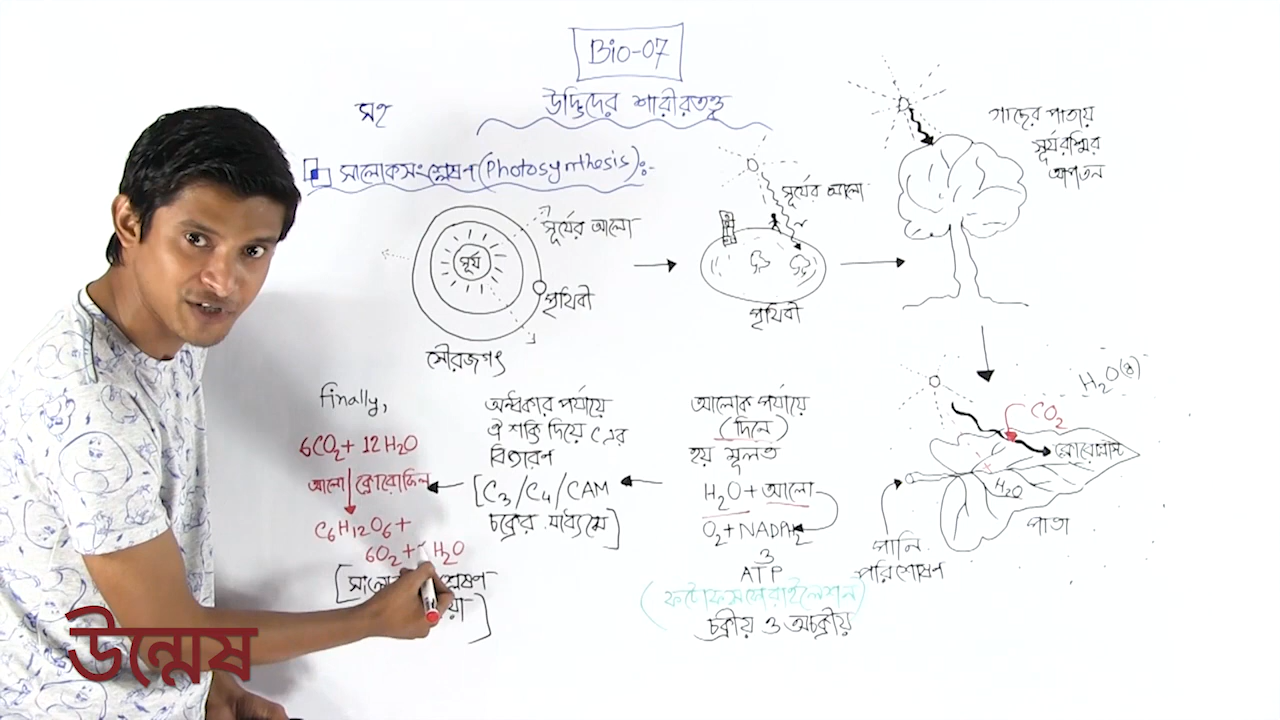 Bio-07
উদ্ভিদের শারীরতত্ত্ব
সং
সালোকসংশ্লেষণ (Photosynthesis):-
সূর্য
সূর্যের আলো
পৃথিবী
সৌরজগৎ
সূর্যের আলো
পৃথিবী
গাছের পাতায়
সূর্যরশ্মির
আপতন
H₂O(g)
CO₂
ক্লোরোপ্লাস্ট
H₂O
পাতা
পানি
পরিশোষণ
আলোক পর্যায়ে
(দিনে)
হয় মূলত
H₂O + আলো
O₂ + NADPH₂
ও
ATP
(ফটোফসফোরাইলেশন)
চক্রীয় ও অচক্রীয়
অন্ধকার পর্যায়ে
ঐ শক্তি দিয়ে C এর
বিজারণ
[C₃/C₄/CAM
চক্রের মাধ্যমে]
Finally,
6CO₂ + 12H₂O
আলো ক্লোরোফিল
C₆H₁₂O₆ +
6O₂ + H₂O
উন্মেষ